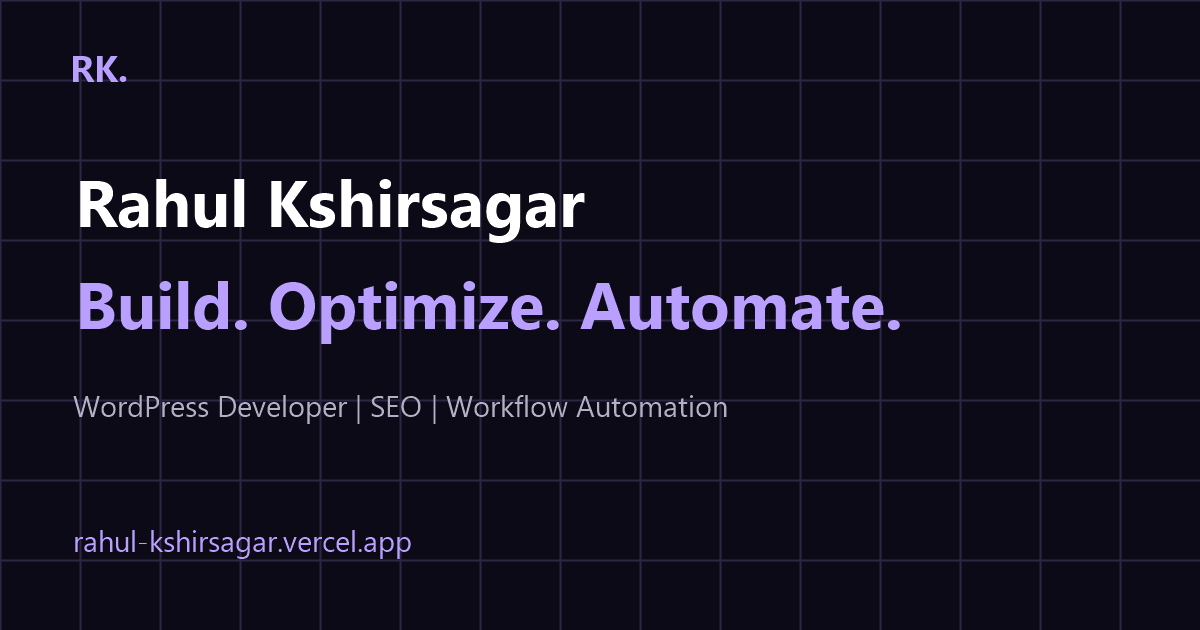 RK.
Rahul Kshirsagar
Build. Optimize. Automate.
WordPress Developer | SEO | Workflow Automation
rahul-kshirsagar.vercel.app